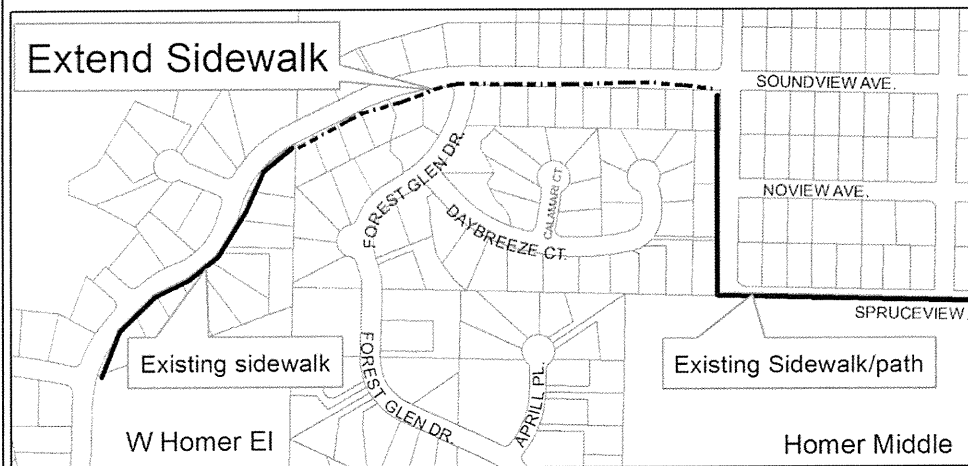 Extend Sidewalk
SOUNDVIEW AVE.
FOREST GLEN DR.
CALAMARI CT
NOVIEW AVE.
DAYBREEZE CT.
SPRUCEVIEW
Existing sidewalk
Existing Sidewalk/path
FOREST GLEN DR.
APRILL PL.
W Homer El
Homer Middle